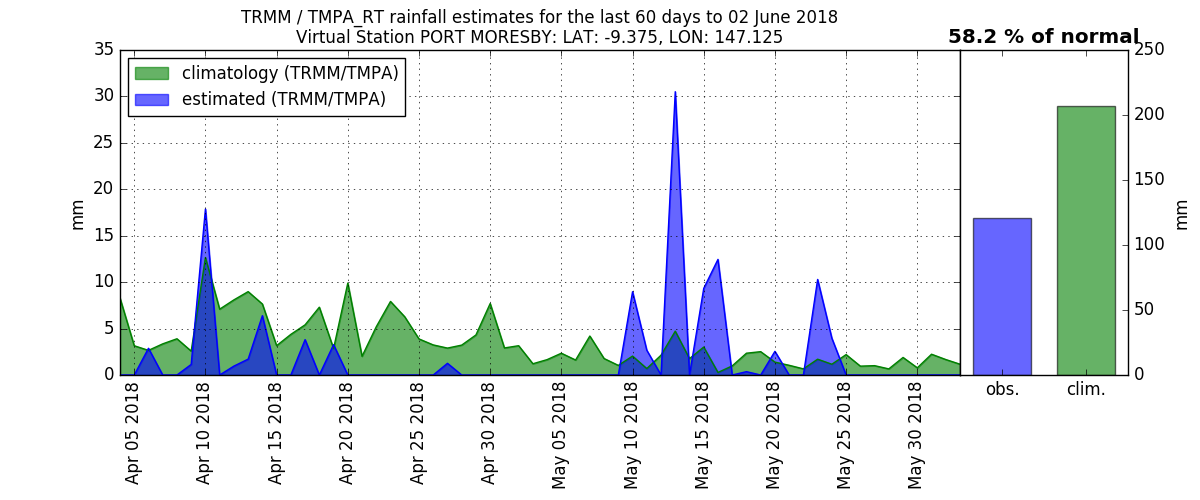 TRMM / TMPA_RT rainfall estimates for the last 60 days to 02 June 2018
Virtual Station PORT MORESBY: LAT: -9.375, LON: 147.125
58.2 % of normal
climatology (TRMM/TMPA)
estimated (TRMM/TMPA)
mm
35
30
25
20
15
10
5
0
Apr 05 2018
Apr 10 2018
Apr 15 2018
Apr 20 2018
Apr 25 2018
Apr 30 2018
May 05 2018
May 10 2018
May 15 2018
May 20 2018
May 25 2018
May 30 2018
obs.
clim.
250
200
150
100
50
0
mm